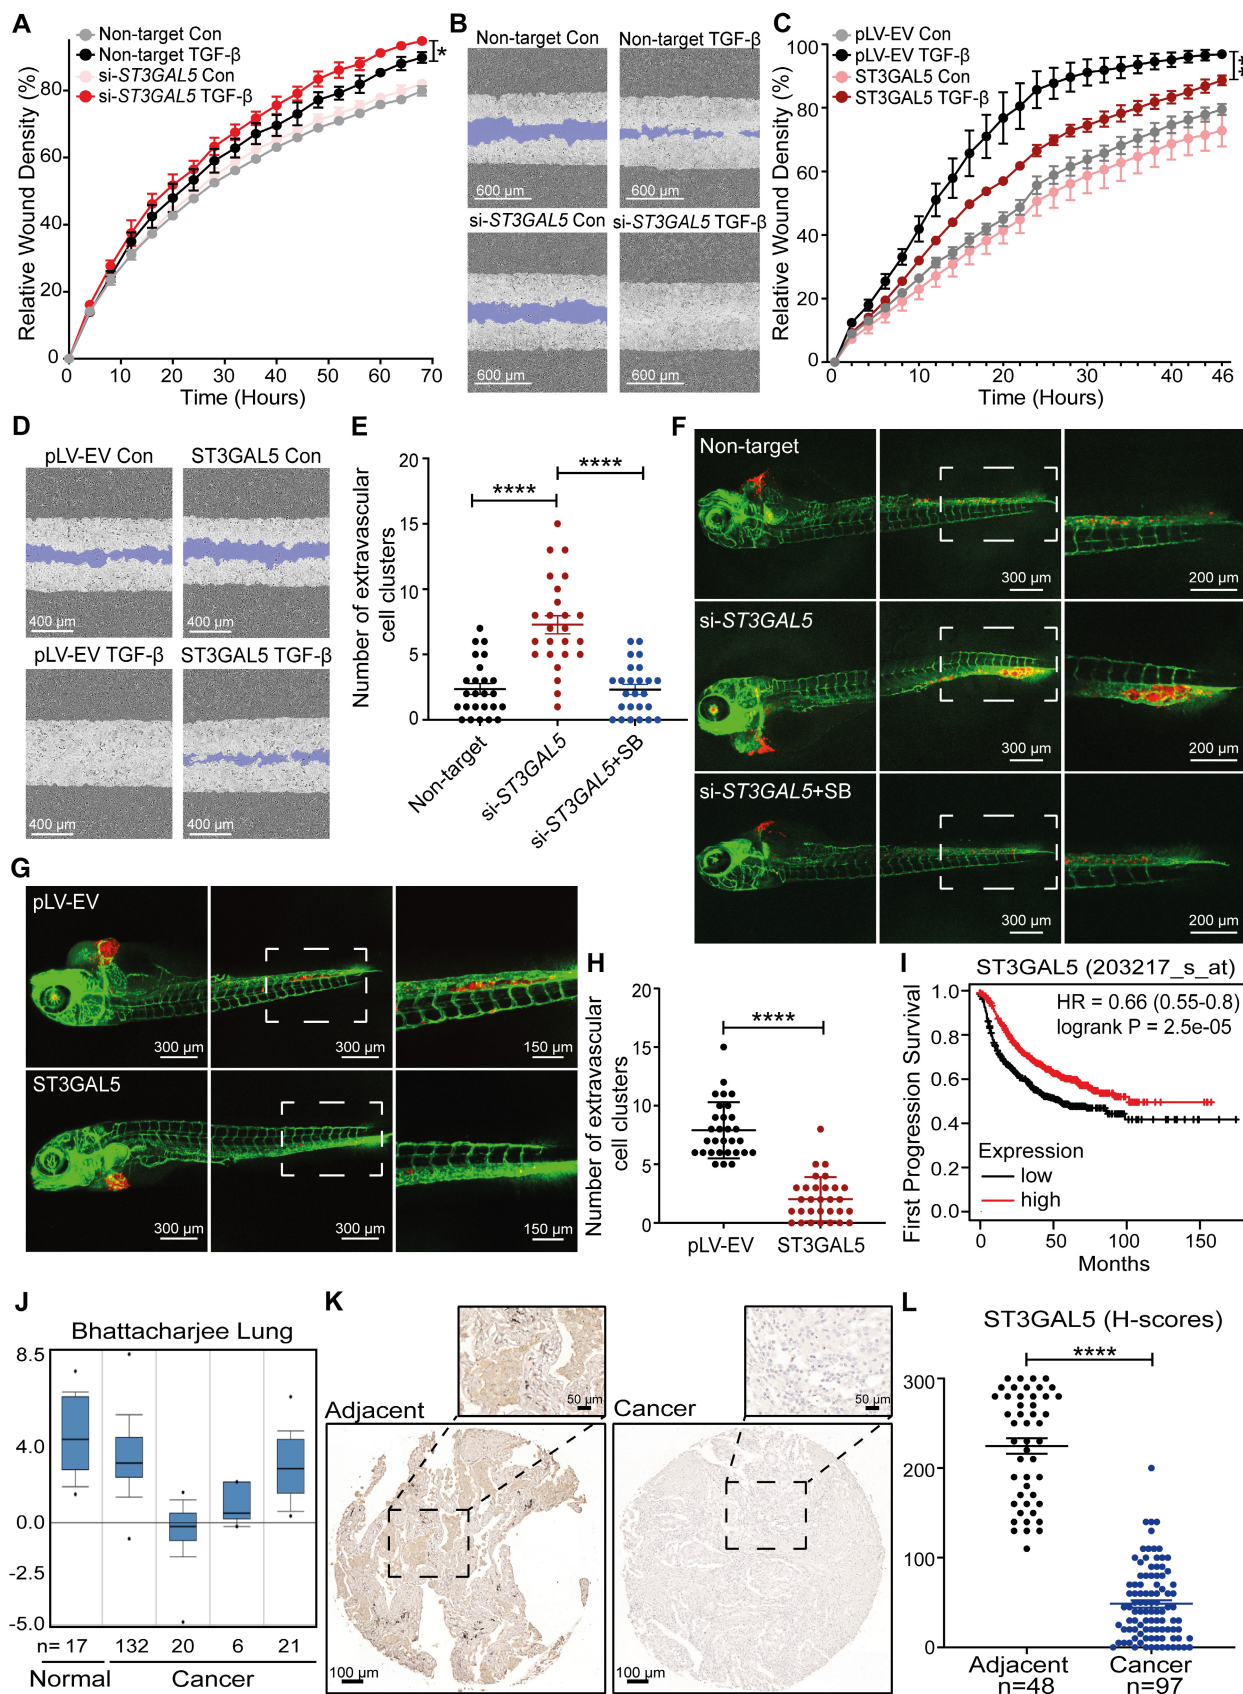 A
Non-target Con
Non-target TGF-β
si-ST3GAL5 Con
si-ST3GAL5 TGF-β
*
Relative Wound Density (%)
80
60
40
20
0
0 10 20 30 40 50 60 70
Time (Hours)
B
Non-target Con
Non-target TGF-β
600 µm
600 µm
si-ST3GAL5 Con
si-ST3GAL5 TGF-β
600 µm
600 µm
C
pLV-EV Con
pLV-EV TGF-β
ST3GAL5 Con
ST3GAL5 TGF-β
**
Relative Wound Density (%)
100
80
60
40
20
0
0 10 20 30 40 46
Time (Hours)
D
pLV-EV Con
ST3GAL5 Con
400 µm
400 µm
pLV-EV TGF-β
ST3GAL5 TGF-β
400 µm
400 µm
E
Number of extravascular
cell clusters
20
15
10
5
0
****
****
Non-target
si-ST3GAL5
si-ST3GAL5+SB
F
Non-target
300 µm
200 µm
si-ST3GAL5
300 µm
200 µm
si-ST3GAL5+SB
300 µm
200 µm
G
pLV-EV
300 µm
300 µm
150 µm
ST3GAL5
300 µm
300 µm
150 µm
H
Number of extravascular
cell clusters
20
15
10
5
0
****
pLV-EV
ST3GAL5
I
ST3GAL5 (203217_s_at)
HR = 0.66 (0.55-0.8)
logrank P = 2.5e-05
First Progression Survival
1.0
0.8
0.6
0.4
0.2
0.0
Expression
low
high
0 50 100 150
Months
J
Bhattacharjee Lung
8.5
4.0
0.0
-2.5
-5.0
n= 17 132 20 6 21
Normal Cancer
K
Adjacent
50 µm
100 µm
Cancer
50 µm
100 µm
L
ST3GAL5 (H-scores)
****
300
200
100
0
Adjacent Cancer
n=48 n=97